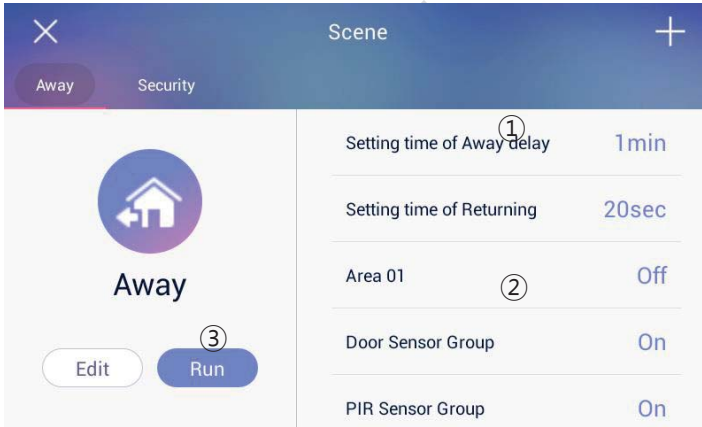 Scene
Away Security
Setting time of Away delay 1min
①
Setting time of Returning 20sec
Area 01 Off
②
Away
Door Sensor Group On
③
Edit Run
PIR Sensor Group On